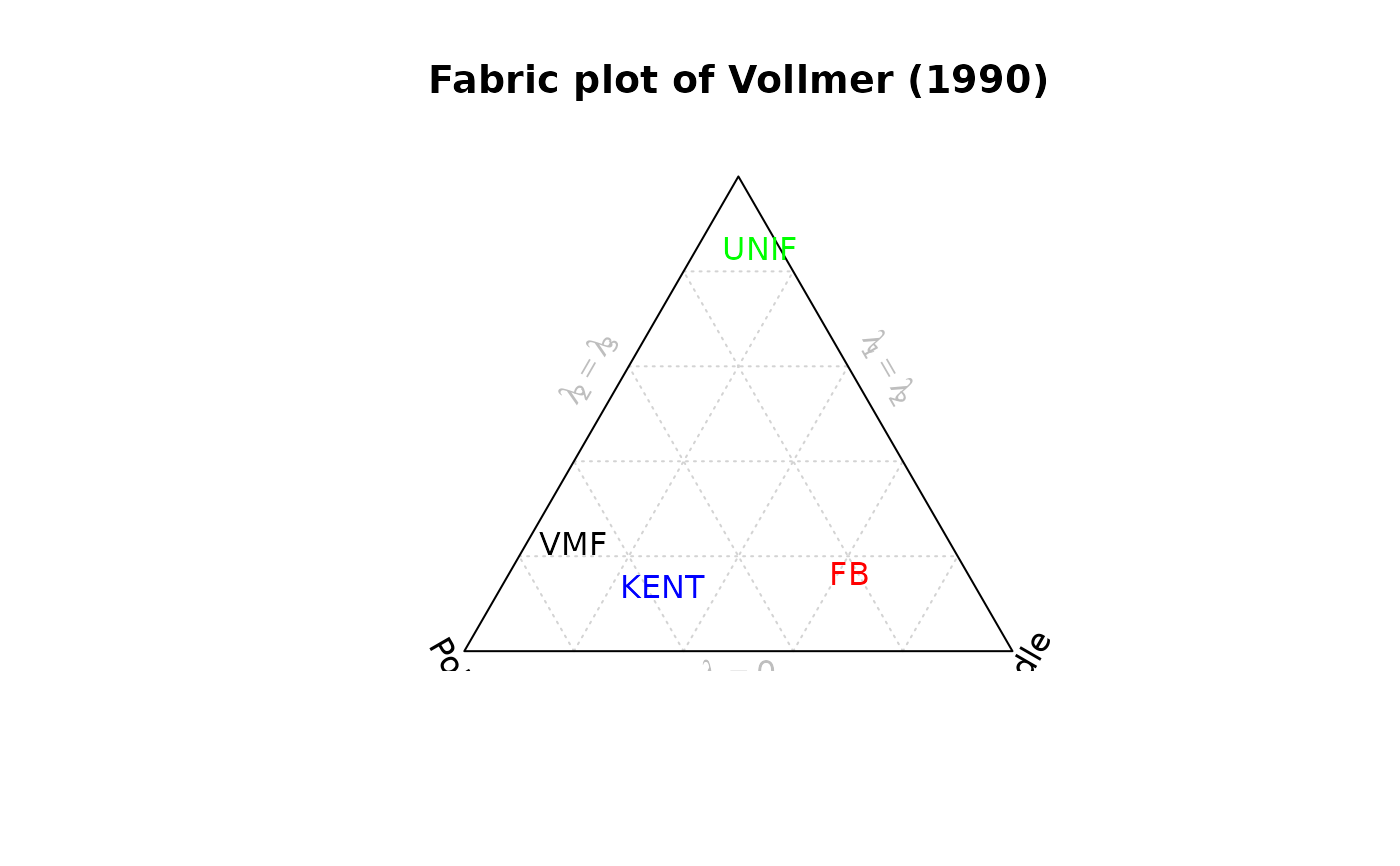 Fabric plot of Vollmer (1990)
UNIF
λ2 = λ3
λ1 = λ2
VMF
KENT
FB